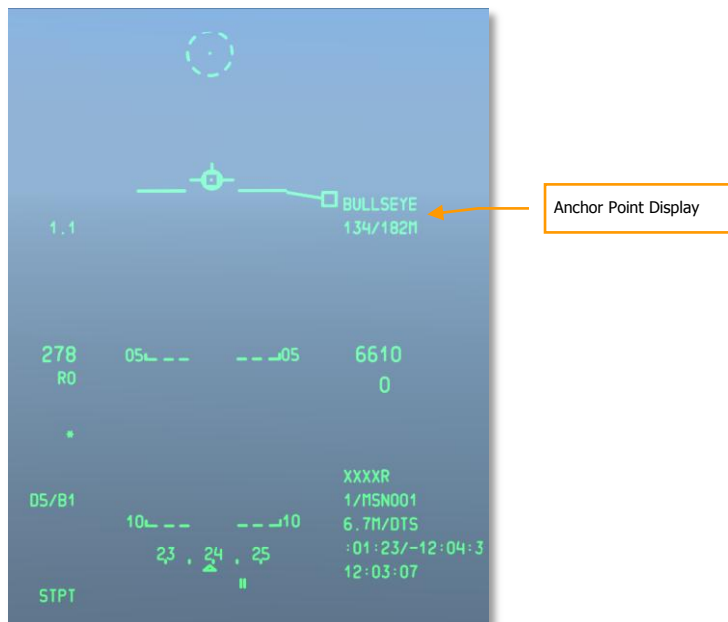 BULLSEYE
134/182M
Anchor Point Display
1.1
278
05 05
6610
R0
0
XXXXR
D5/B1
1/MSN001
10 10
6.7M/DTS
23 . 24 . 25
:01:23/-12:04:3
12:03:07
STPT